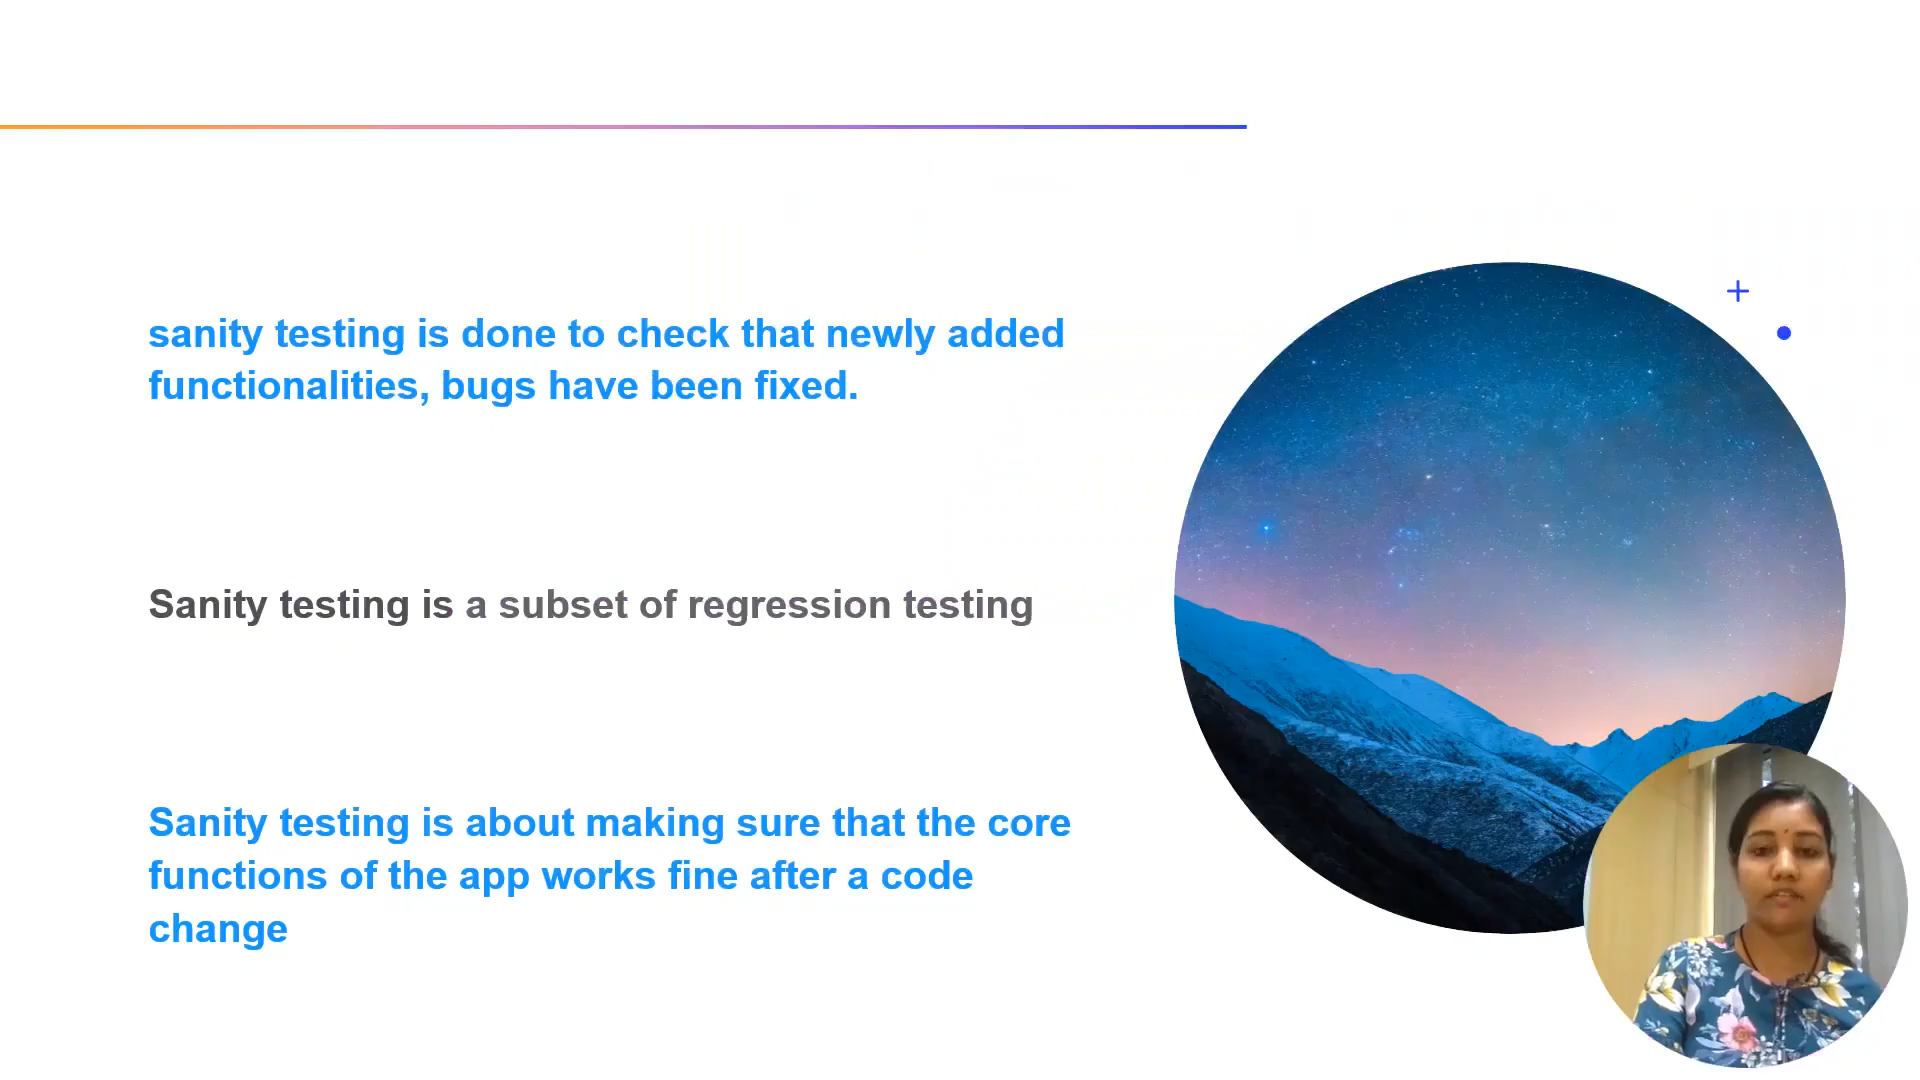 sanity testing is done to check that newly added
functionalities, bugs have been fixed.
Sanity testing is a subset of regression testing
Sanity testing is about making sure that the core
functions of the app works fine after a code
change